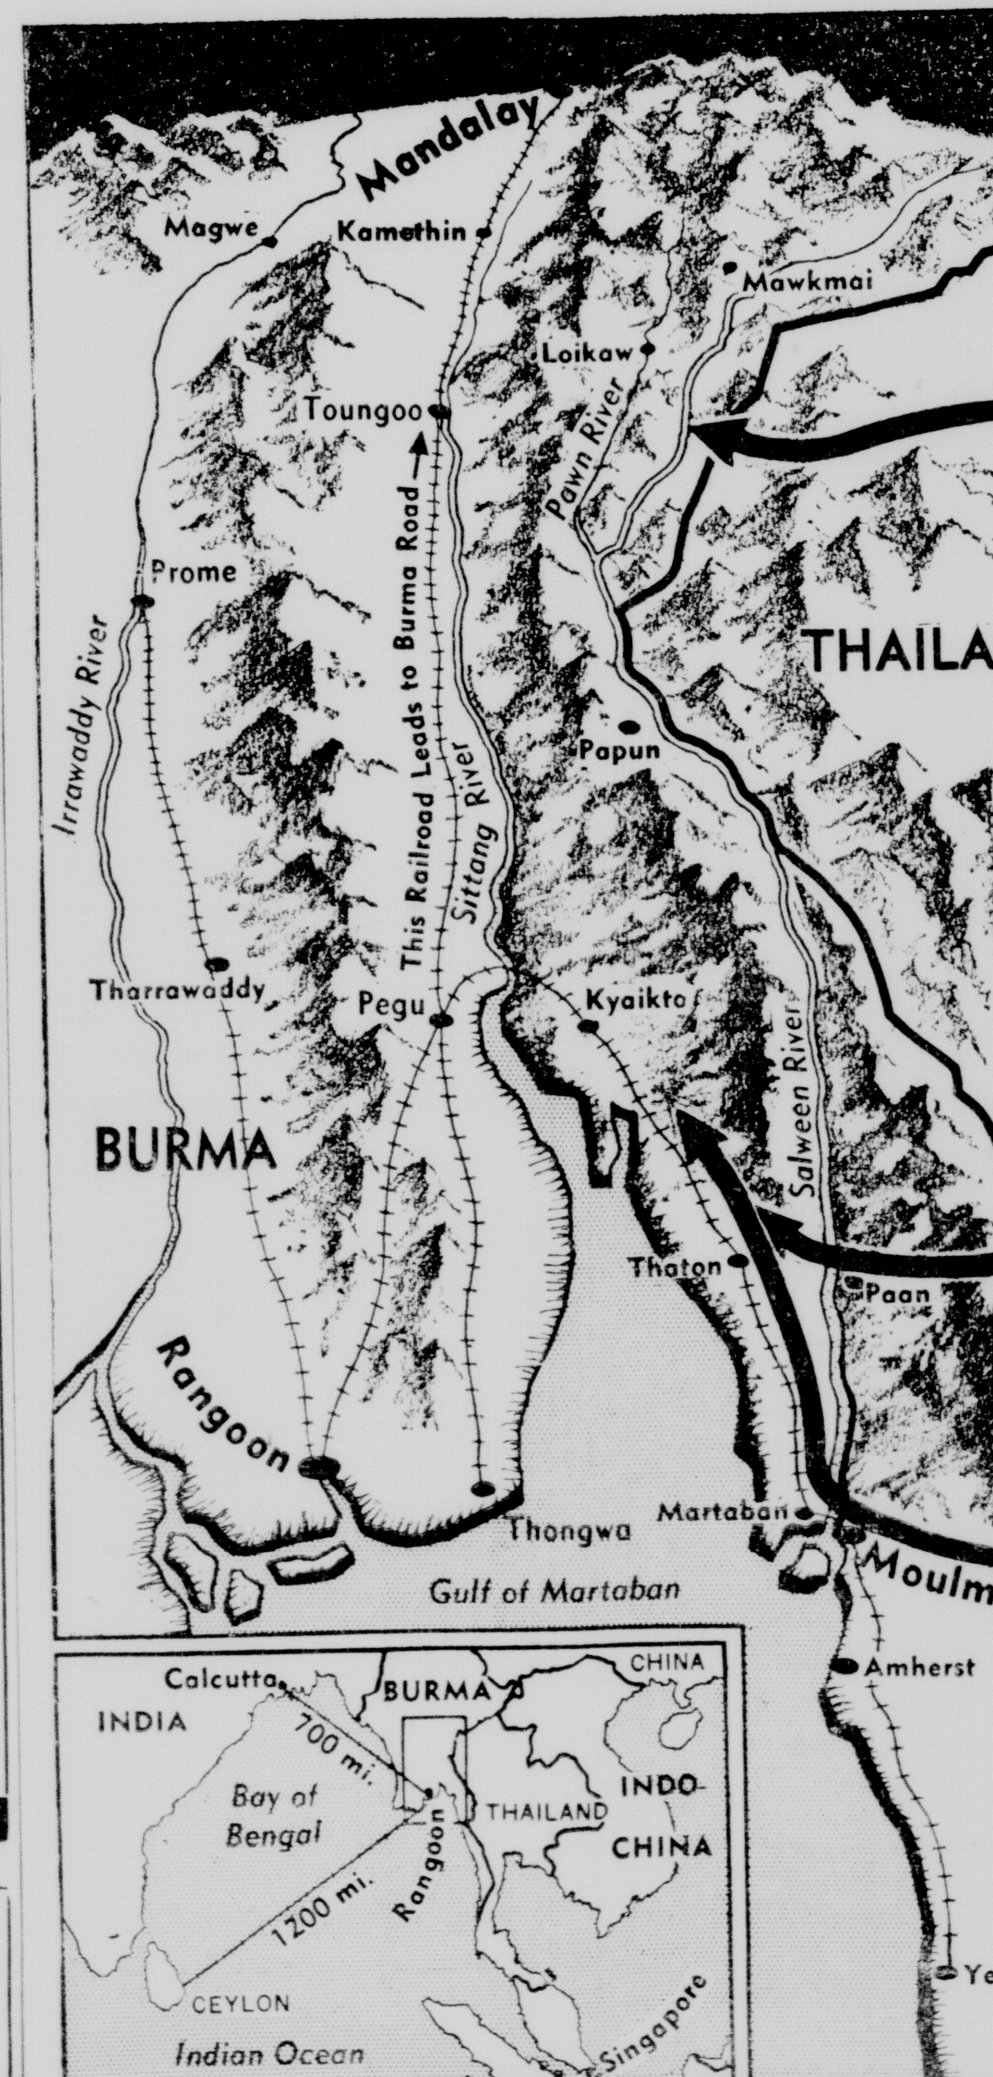 Mandalay
Magwe
Kamethin
Mawkmai
Loikaw
Toungoo
Pawn River
Prome
This Railroad Leads to Burma Road
Irrawaddy River
THAILA
Papun
Sittang River
Tharrawaddy
Pegu
Kyaikto
Salween River
BURMA
Thaton
Paan
Rangoon
Martaban
Thongwa
Moulm
Gulf of Martaban
Amherst
Ye
Calcutta
BURMA
CHINA
INDIA
700 mi.
Bay of
Bengal
THAILAND
INDO-
CHINA
Rangoon
1200 mi.
CEYLON
Singapore
Indian Ocean